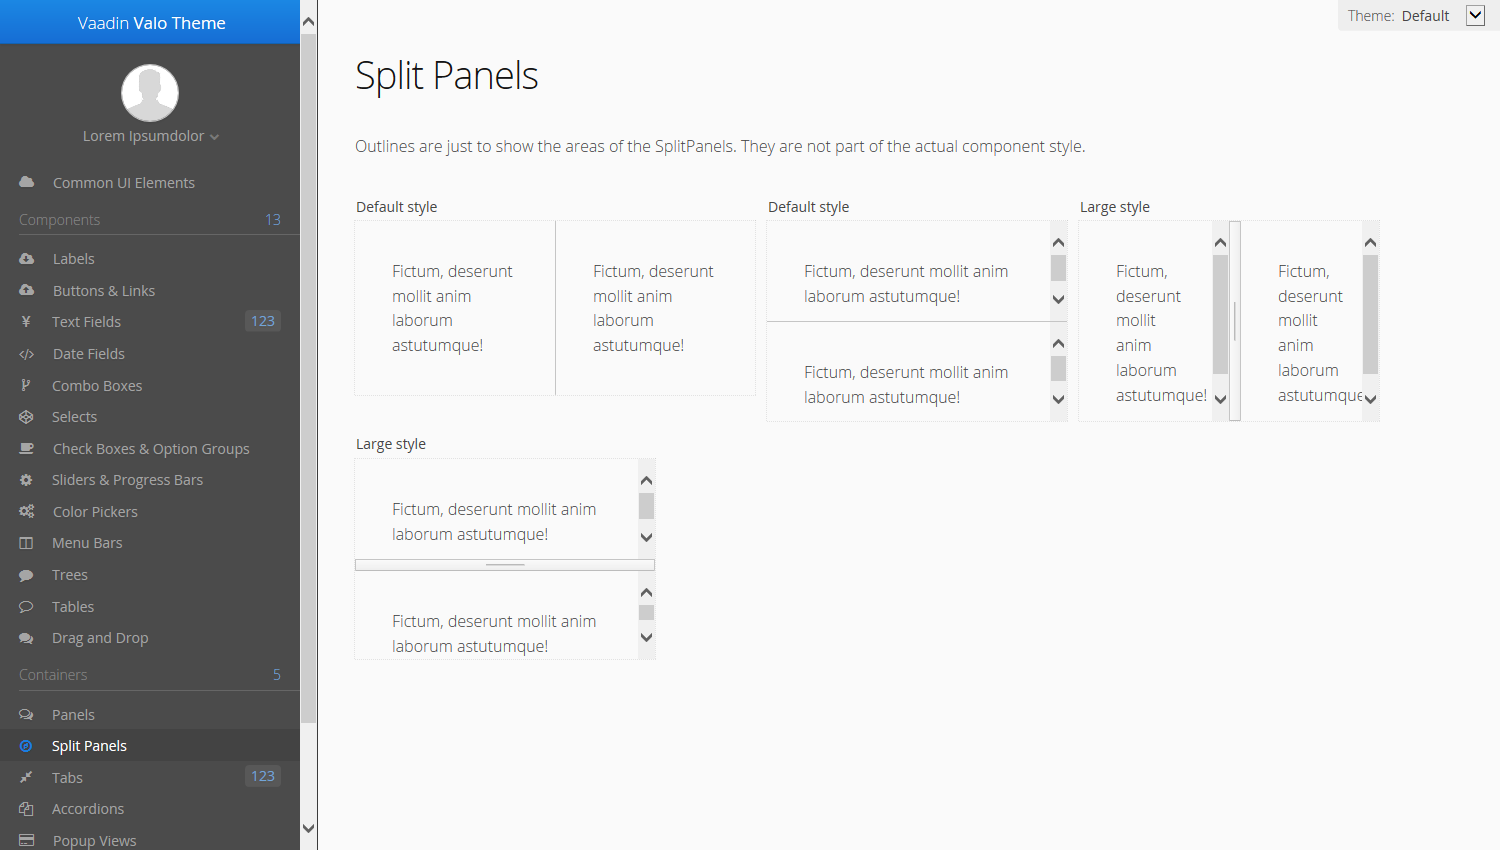 Vaadin Valo Theme
Lorem Ipsumdolor
Common UI Elements
Components 13
Labels
Buttons & Links
Text Fields 123
Date Fields
Combo Boxes
Selects
Check Boxes & Option Groups
Sliders & Progress Bars
Color Pickers
Menu Bars
Trees
Tables
Drag and Drop
Containers 5
Panels
Split Panels
Tabs 123
Accordions
Popup Views
Theme: Default
Split Panels
Outlines are just to show the areas of the SplitPanels. They are not part of the actual component style.
Default style
Fictum, deserunt
mollit anim
laborum
astutumque!
Fictum, deserunt
mollit anim
laborum
astutumque!
Default style
Fictum, deserunt mollit anim
laborum astutumque!
Fictum, deserunt mollit anim
laborum astutumque!
Large style
Fictum,
deserunt
mollit
anim
laborum
astutumque!
Fictum,
deserunt
mollit
anim
laborum
astutumque
Large style
Fictum, deserunt mollit anim
laborum astutumque!
Fictum, deserunt mollit anim
laborum astutumque!